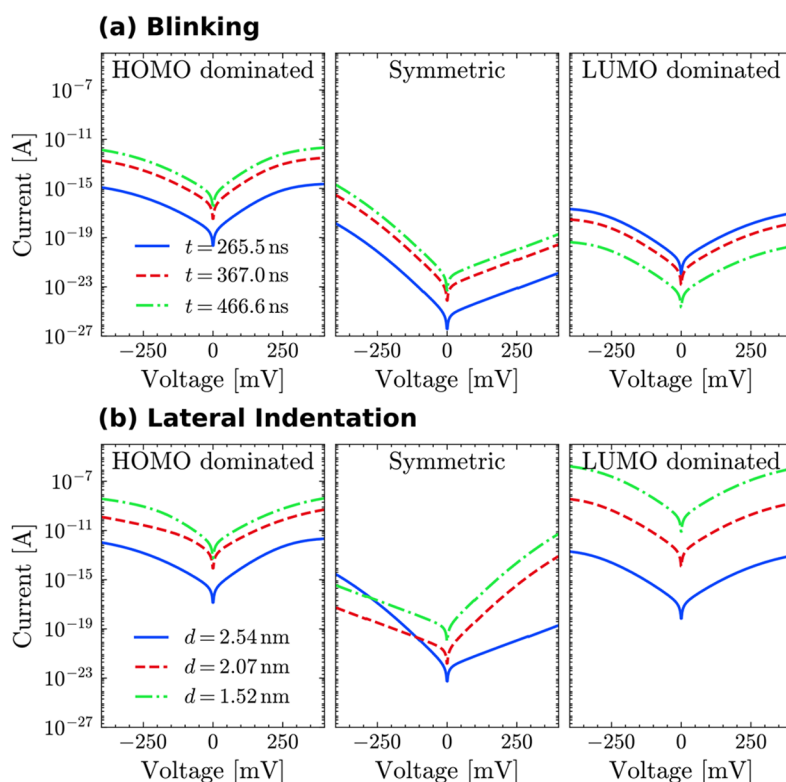 (a) Blinking
HOMO dominated
Symmetric
LUMO dominated
Current [A]
10⁻⁷
10⁻¹¹
10⁻¹⁵
10⁻¹⁹
10⁻²³
10⁻²⁷
t = 265.5 ns
t = 367.0 ns
t = 466.6 ns
−250 0 250
−250 0 250
−250 0 250
Voltage [mV]
Voltage [mV]
Voltage [mV]
(b) Lateral Indentation
HOMO dominated
Symmetric
LUMO dominated
Current [A]
10⁻⁷
10⁻¹¹
10⁻¹⁵
10⁻¹⁹
10⁻²³
10⁻²⁷
d = 2.54 nm
d = 2.07 nm
d = 1.52 nm
−250 0 250
−250 0 250
−250 0 250
Voltage [mV]
Voltage [mV]
Voltage [mV]